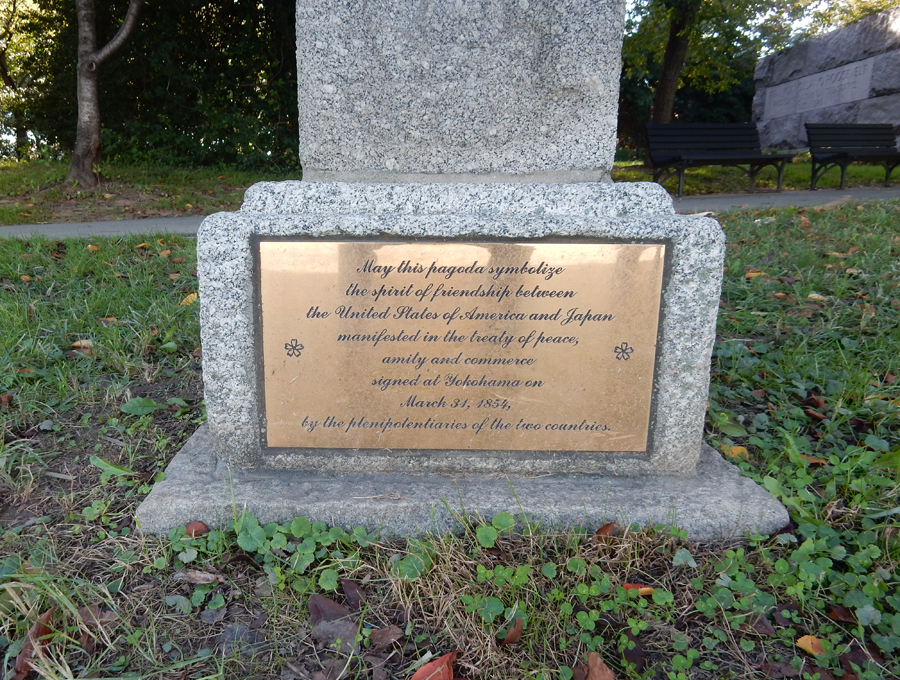 May this pagoda symbolize
the spirit of friendship between
the United States of America and Japan
manifested in the treaty of peace,
amity and commerce
signed at Yokohama on
March 31, 1854,
by the plenipotentiaries of the two countries.